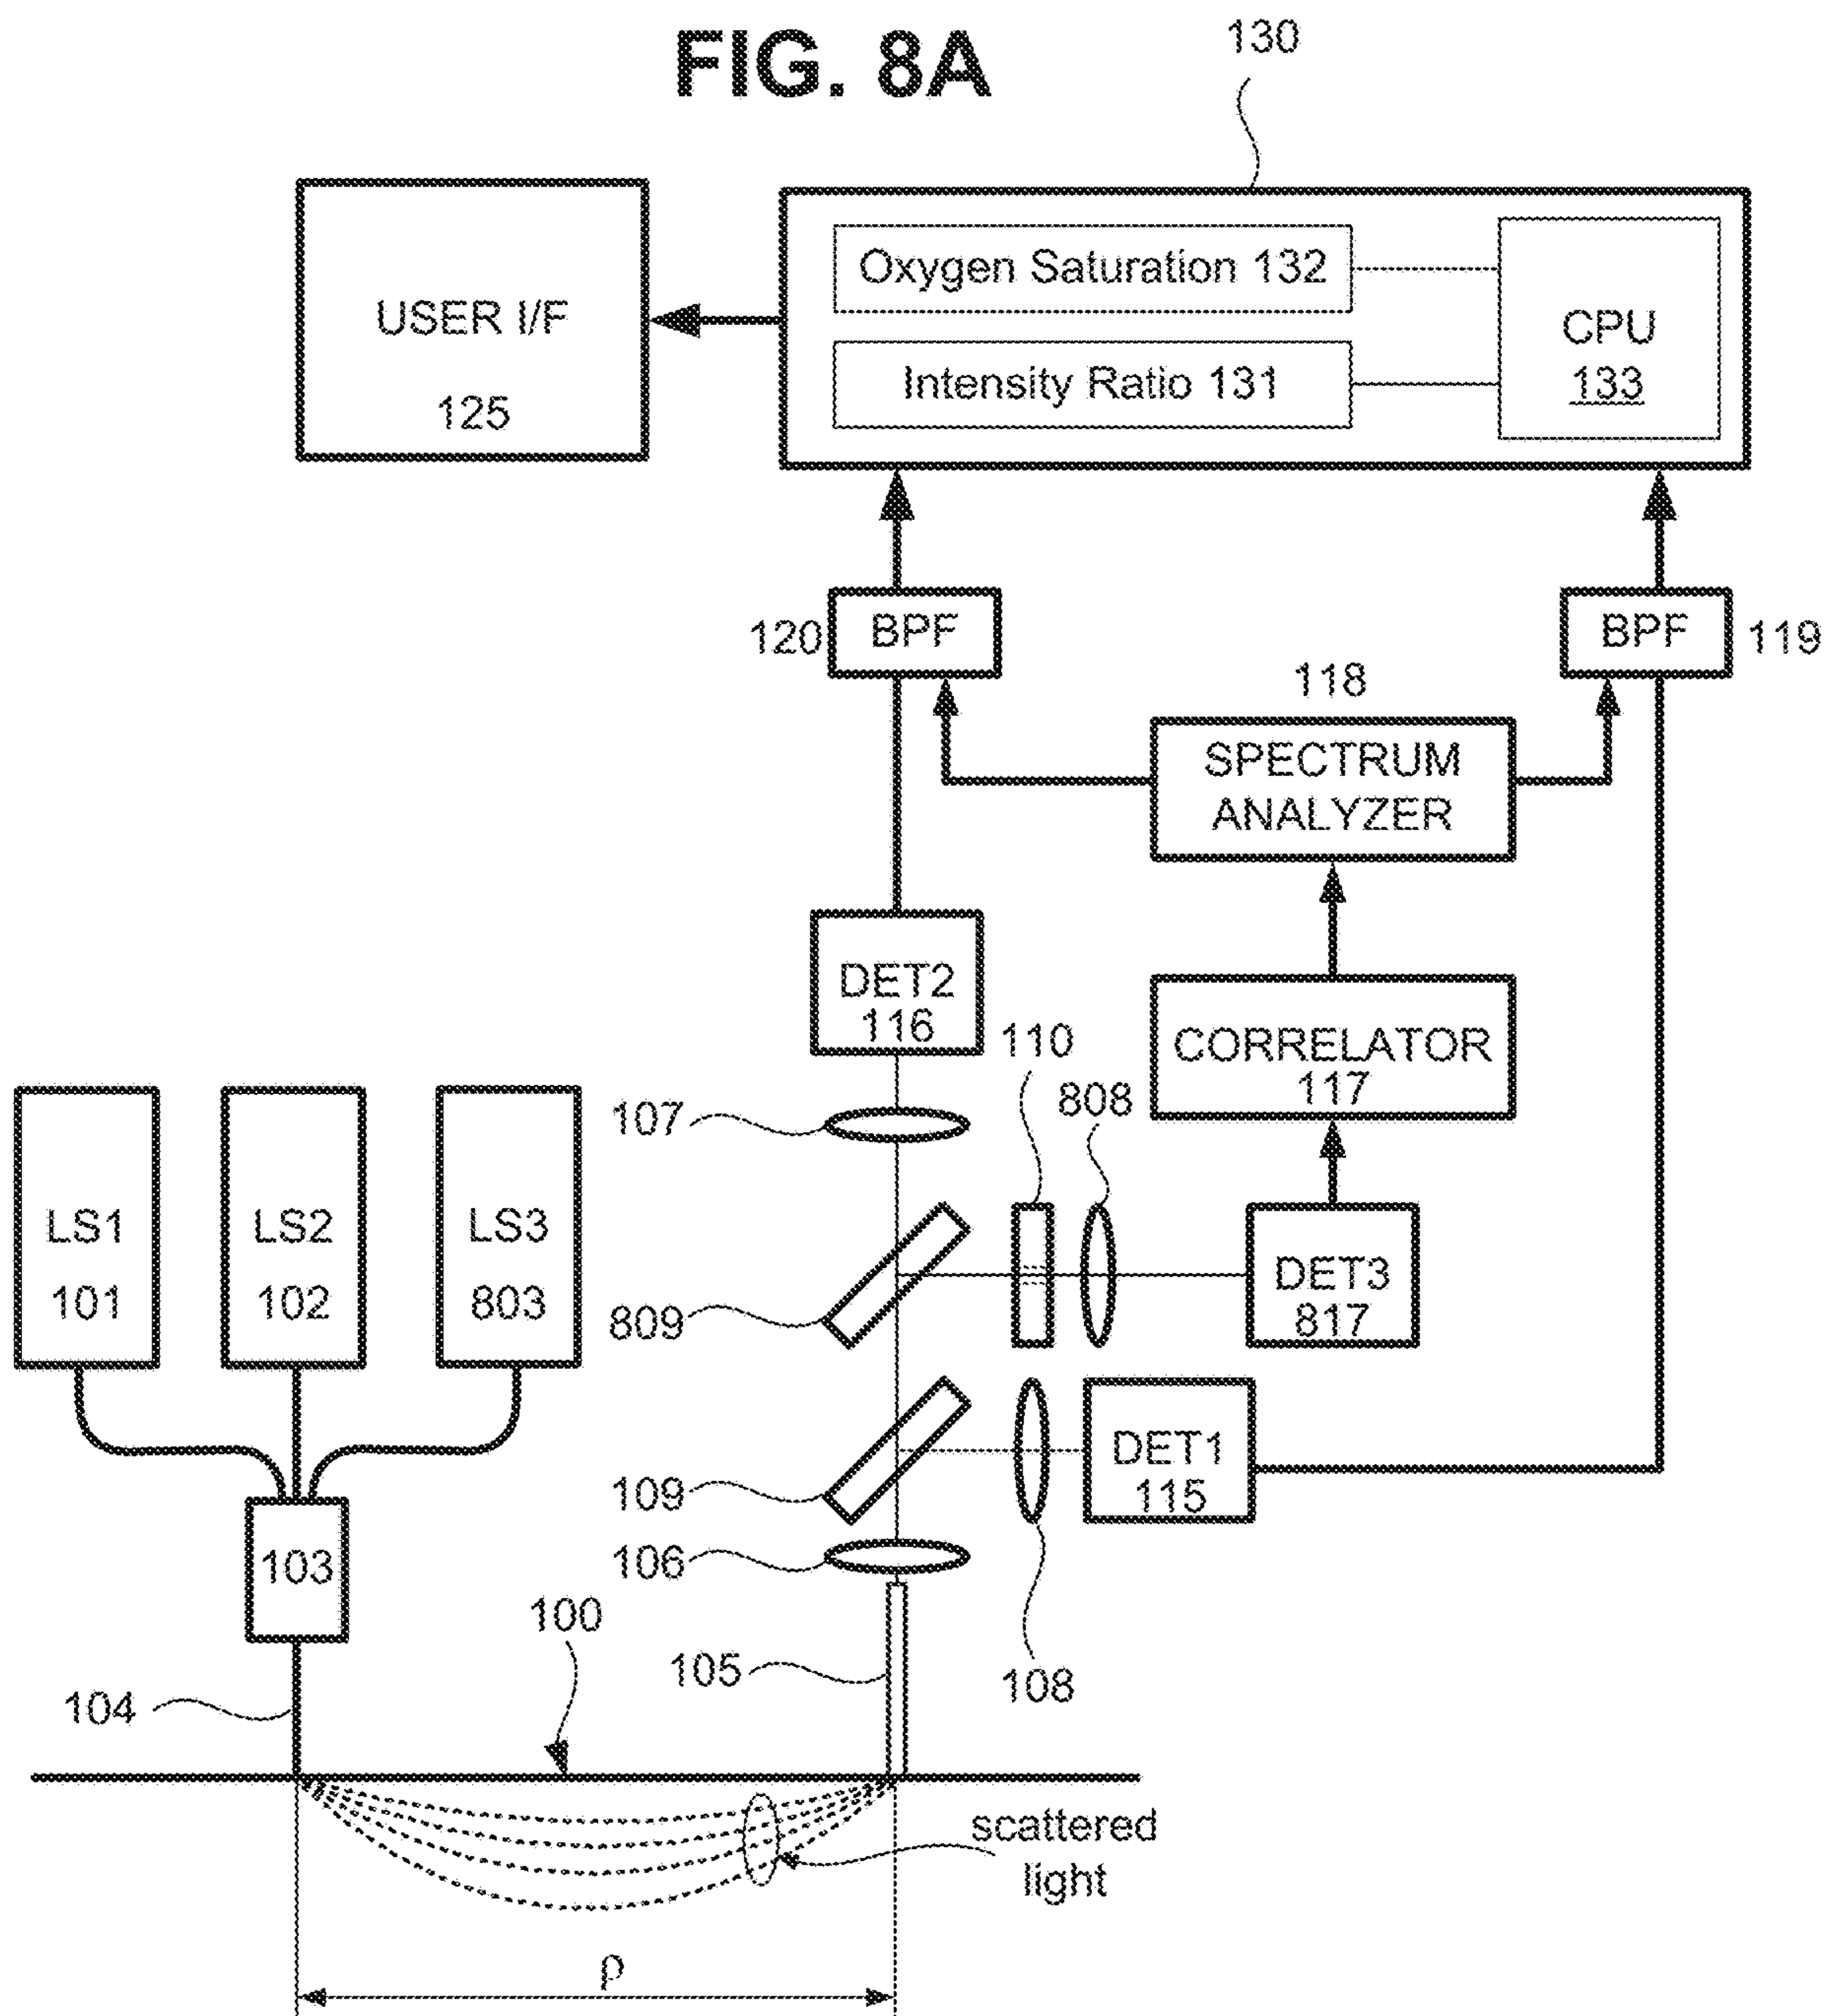 FIG. 8A
130
Oxygen Saturation 132
USER I/F
125
Intensity Ratio 131
CPU
133
120
BPF
BPF
119
118
SPECTRUM
ANALYZER
DET2
116
110
CORRELATOR
117
107
808
LS1
101
LS2
102
LS3
803
809
DET3
817
109
DET1
115
103
106
100
105
108
104
scattered
light
ρ